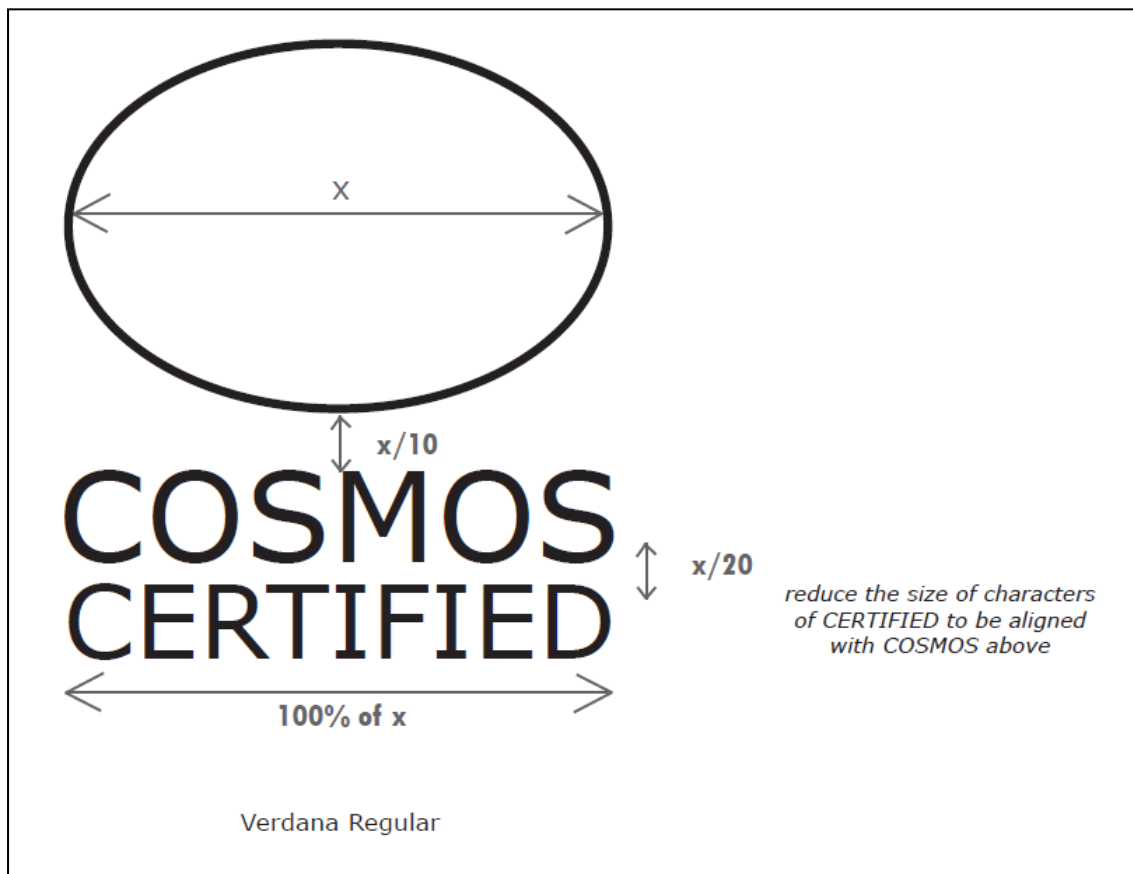 x
x/10
COSMOS
x/20
CERTIFIED
reduce the size of characters
of CERTIFIED to be aligned
with COSMOS above
100% of x
Verdana Regular